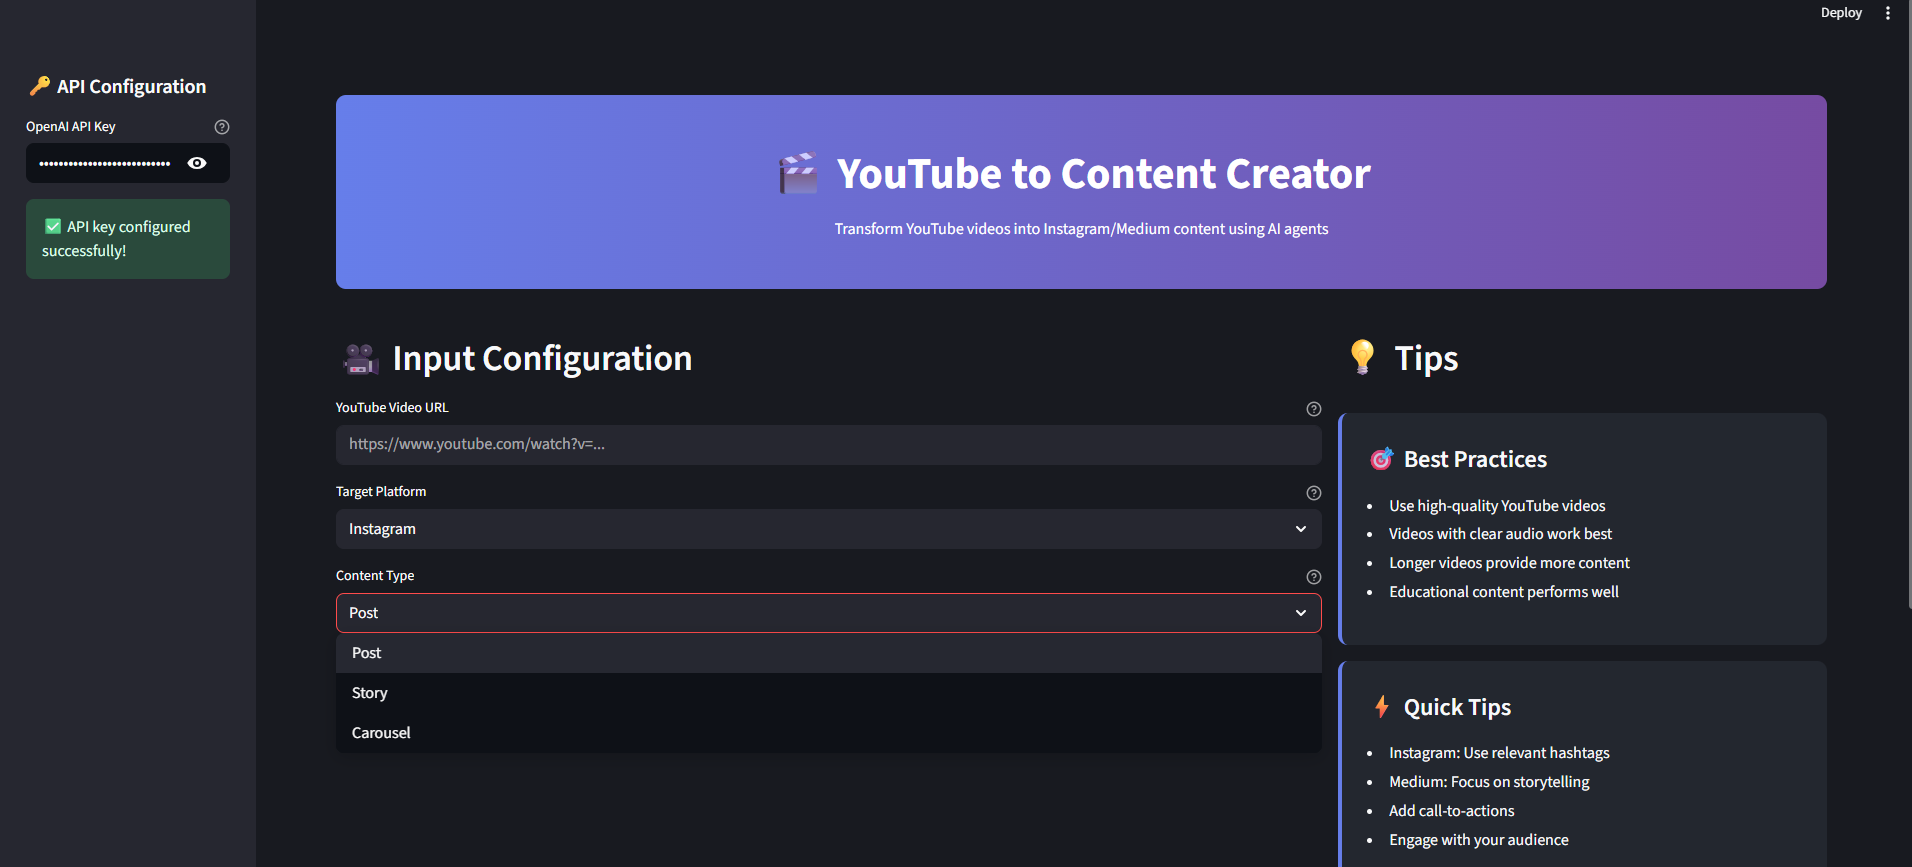 Deploy
🔑 API Configuration
OpenAI API Key
••••••••••••••••••••••••••
✅ API key configured
successfully!
🎬 YouTube to Content Creator
Transform YouTube videos into Instagram/Medium content using AI agents
🎥 Input Configuration
YouTube Video URL
https://www.youtube.com/watch?v=...
Target Platform
Instagram
Content Type
Post
Post
Story
Carousel
💡 Tips
🎯 Best Practices
• Use high-quality YouTube videos
• Videos with clear audio work best
• Longer videos provide more content
• Educational content performs well
⚡ Quick Tips
• Instagram: Use relevant hashtags
• Medium: Focus on storytelling
• Add call-to-actions
• Engage with your audience